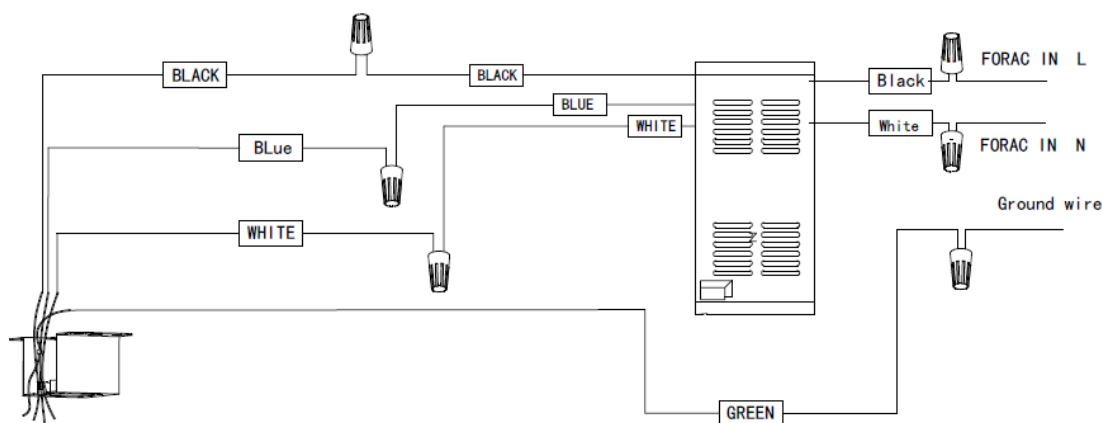 FORAC IN L
BLACK
BLACK
Black
BLUE
WHITE
White
BLue
FORAC IN N
Ground wire
WHITE
GREEN